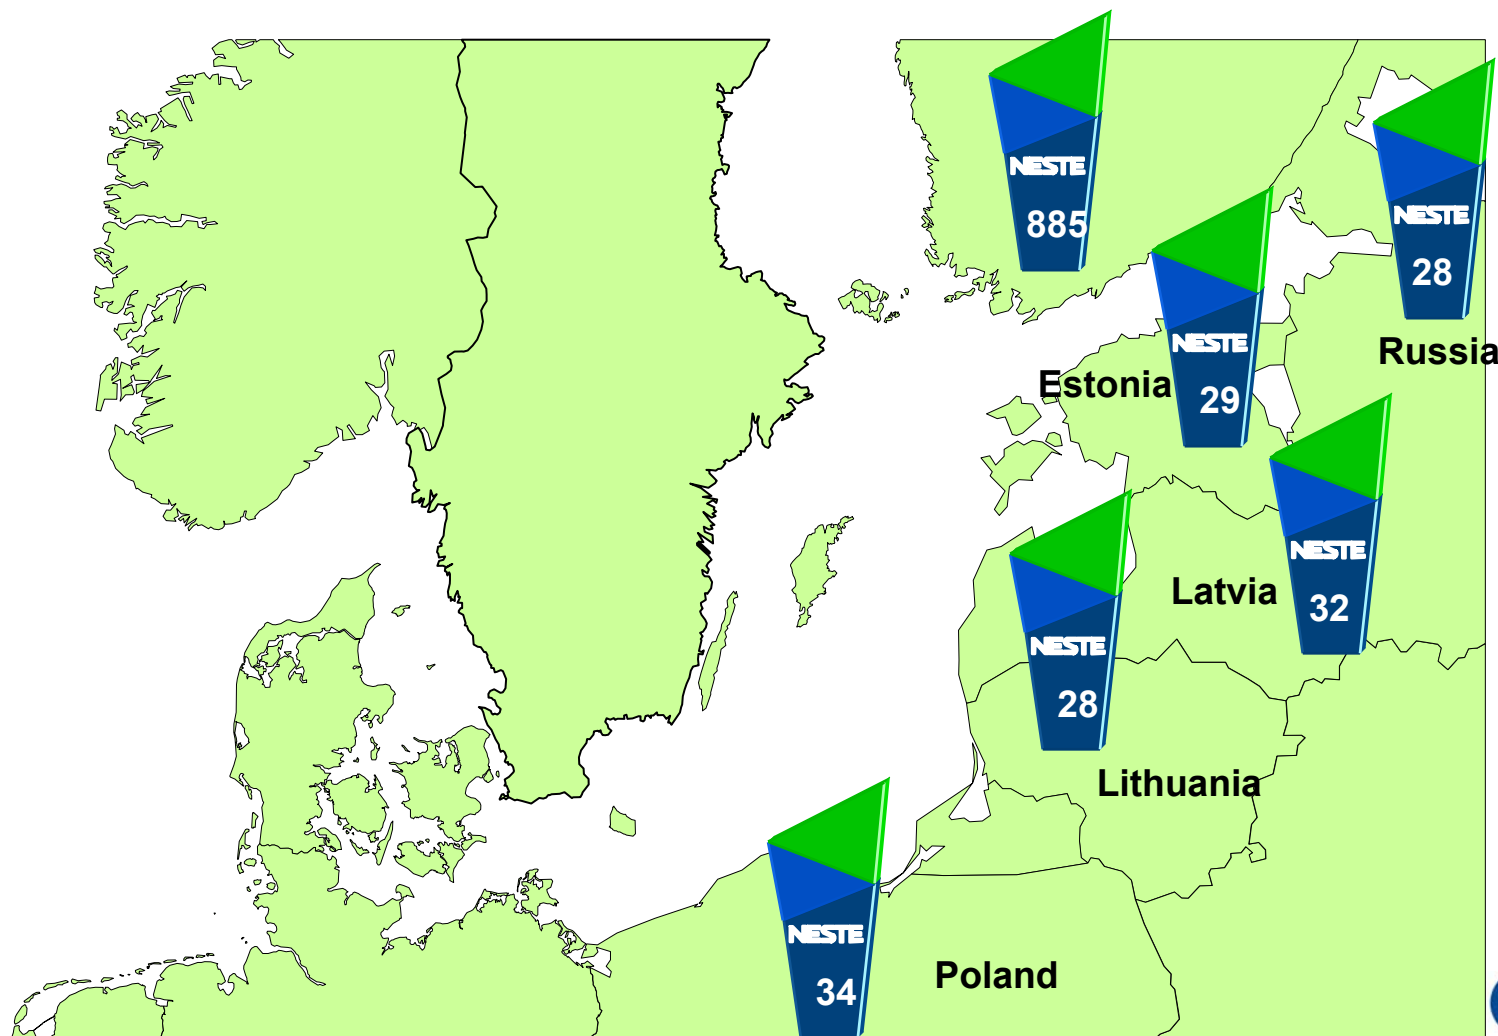 NESTE
885
NESTE
28
Russia
NESTE
29
Estonia
NESTE
32
Latvia
NESTE
28
Lithuania
NESTE
34
Poland